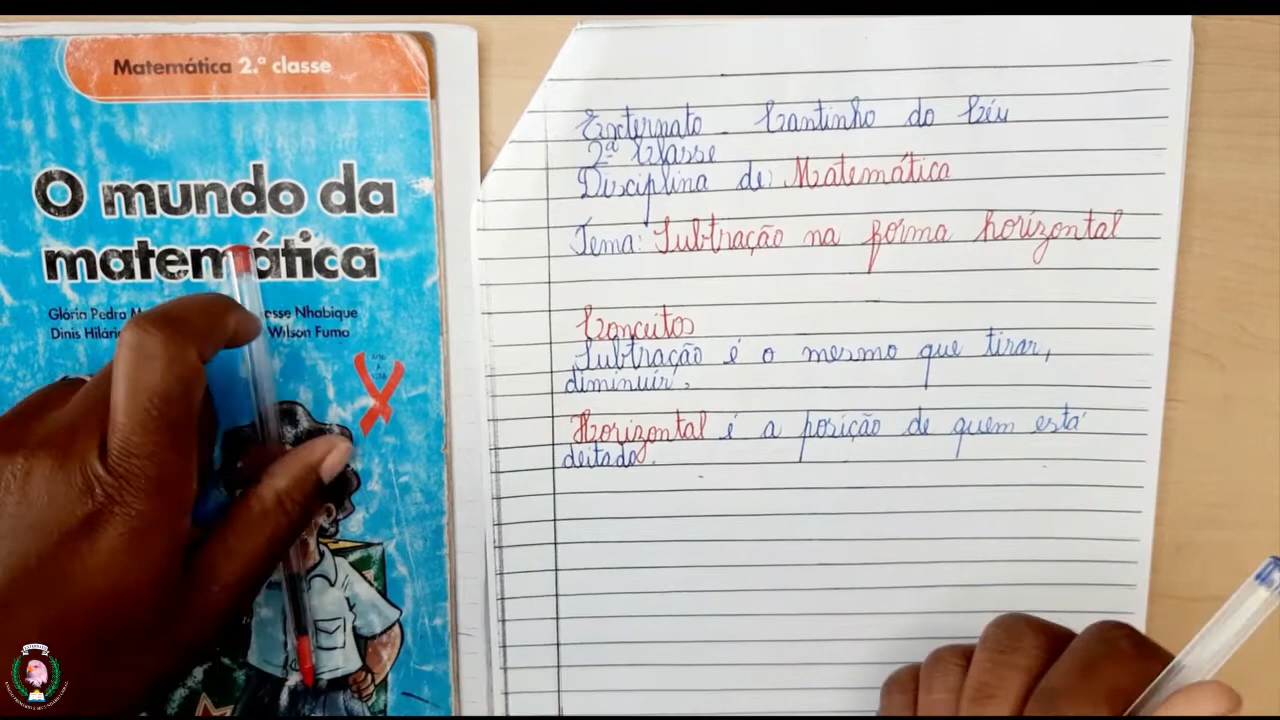 Matemática 2.ª classe
O mundo da
matemática
Glória Pedro
esse Nhabique
Dinis
Wilson Fumo
Externato - Cantinho do Céu
2ª Classe
Disciplina de: Matemática
Tema: Subtração na forma horizontal
Conceitos
Subtração é o mesmo que tirar,
diminuir.
Horizontal é a posição de quem está
deitado.